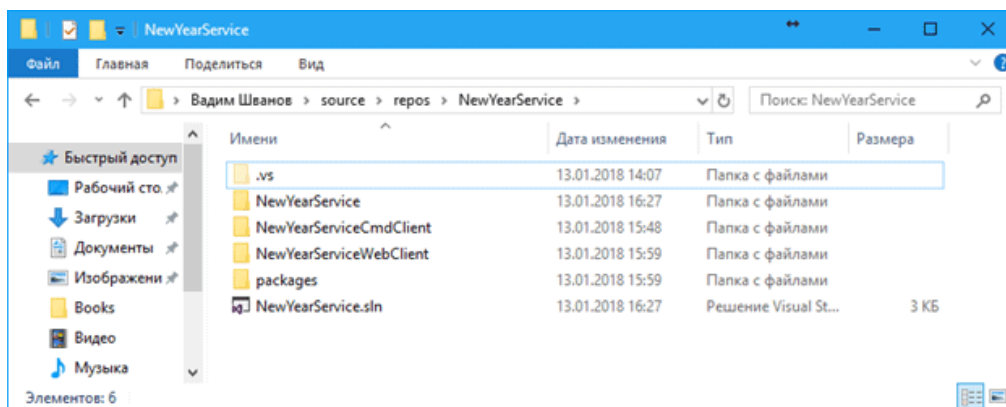 NewYearService
Файл Главная Поделиться Вид
Вадим Шванов > source > repos > NewYearService > Поиск: NewYearService
Имени Дата изменения Тип Размера
Быстрый доступ
Рабочий сто.
Загрузки
Документы
Изображени
Books
Видео
Музыка
.vs 13.01.2018 14:07 Папка с файлами
NewYearService 13.01.2018 16:27 Папка с файлами
NewYearServiceCmdClient 13.01.2018 15:48 Папка с файлами
NewYearServiceWebClient 13.01.2018 15:59 Папка с файлами
packages 13.01.2018 15:59 Папка с файлами
NewYearService.sln 13.01.2018 16:27 Решение Visual St... 3 КБ
Элементов: 6